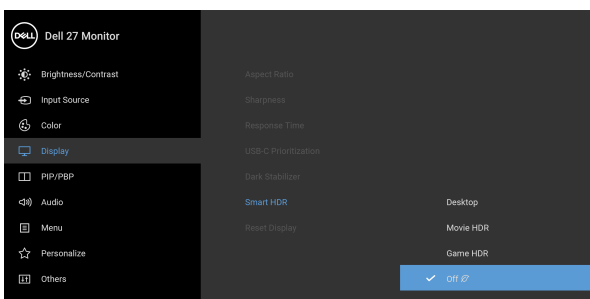 DELL Dell 27 Monitor
Brightness/Contrast
Aspect Ratio
Input Source
Sharpness
Color
Response Time
Display
USB-C Prioritization
PIP/PBP
Dark Stabilizer
Audio
Smart HDR
Desktop
Menu
Reset Display
Movie HDR
Personalize
Game HDR
Others
Off